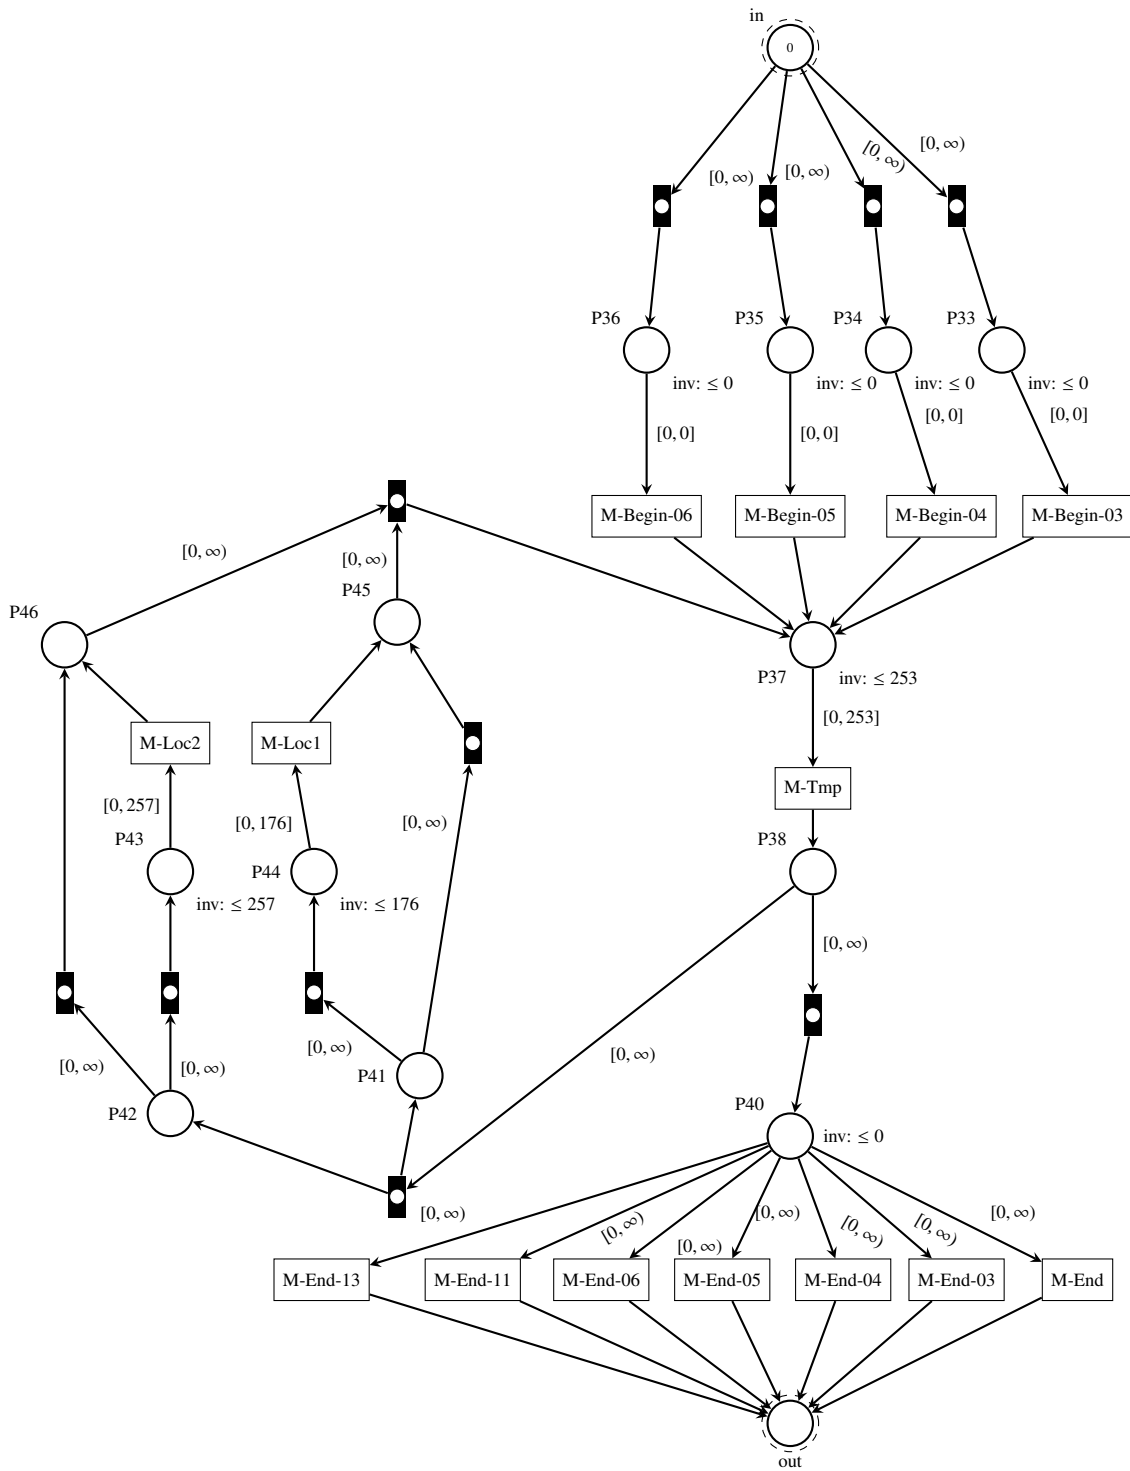 in
0
[0, ∞)
[0, ∞)
[0, ∞)
[0, ∞)
P36
P35
P34
P33
inv: ≤ 0
inv: ≤ 0
inv: ≤ 0
inv: ≤ 0
[0, 0]
[0, 0]
[0, 0]
[0, 0]
M-Begin-06
M-Begin-05
M-Begin-04
M-Begin-03
[0, ∞)
[0, ∞)
P46
P45
P37
inv: ≤ 253
[0, 253]
M-Loc2
M-Loc1
M-Tmp
[0, 257]
[0, 176]
[0, ∞)
P43
P44
P38
inv: ≤ 257
inv: ≤ 176
[0, ∞)
[0, ∞)
[0, ∞)
[0, ∞)
[0, ∞)
P42
P41
P40
inv: ≤ 0
[0, ∞)
[0, ∞)
[0, ∞)
[0, ∞)
[0, ∞)
[0, ∞)
[0, ∞)
M-End-13
M-End-11
M-End-06
M-End-05
M-End-04
M-End-03
M-End
out